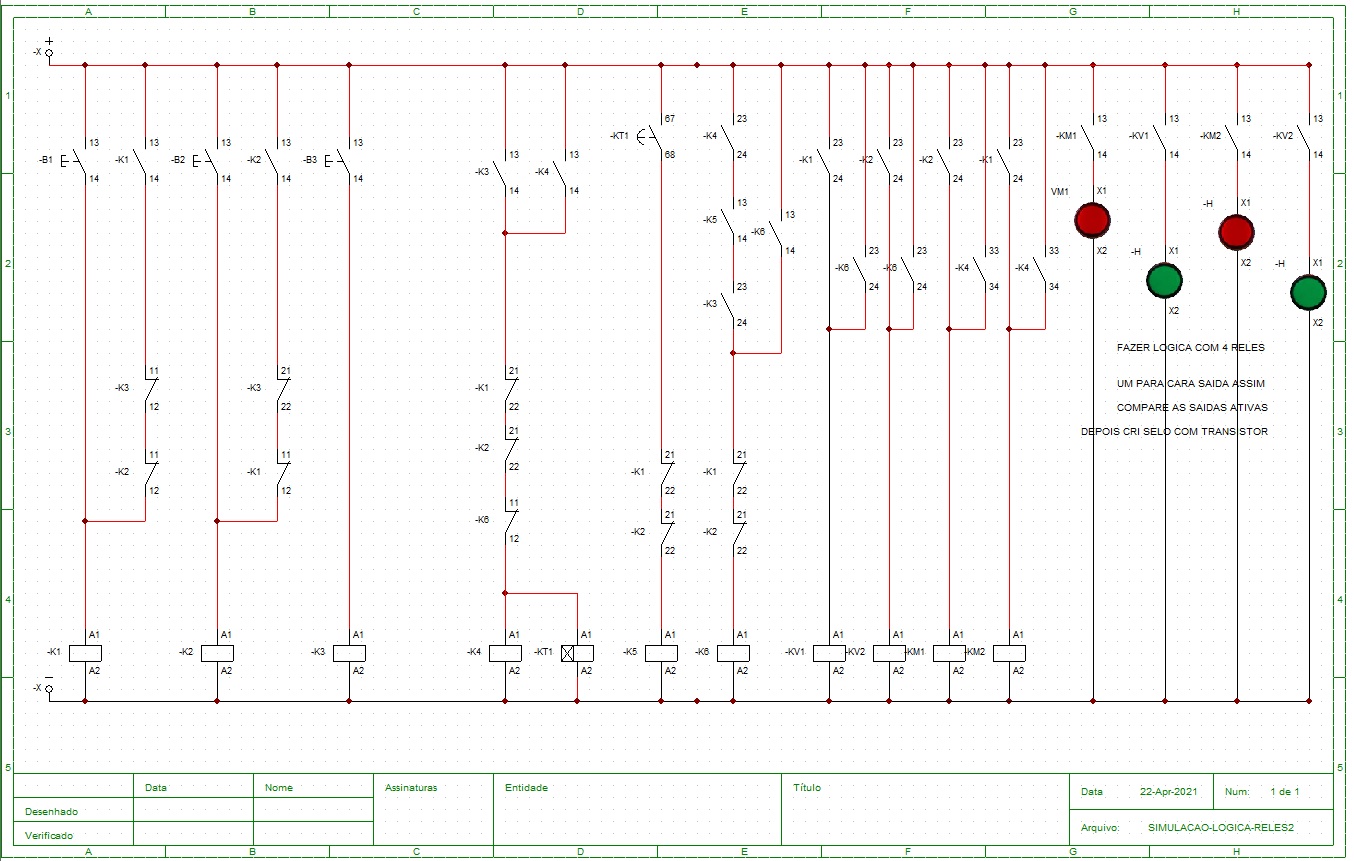 A B C D E F G H
+
-X
1 1
67 23 13 13 13 13
-KT1 -K4 -KM1 -KV1 -KM2 -KV2
13 13 13 13 13 23 23 23 23
68 24 14 14 14 14
-B1 -K1 -B2 -K2 -B3 13 13 -K1 -K2 -K2 -K1
14 14 14 14 14 -K3 -K4 24 24 24 24
14 14 VM1 X1
13 13 -H X1
-K5 -K6
14 14 23 23 33 33 X2 -H X1 X2 -H X1
2 2
-K6 -K6 -K4 -K4
23 24 24 34 34
-K3 X2 X2
24
FAZER LOGICA COM 4 RELES
11 21 21
-K3 -K3 -K1 UM PARA CARA SAIDA ASSIM
12 22 22 COMPARE AS SAIDAS ATIVAS
21
3 DEPOIS CRI SELO COM TRANSISTOR 3
-K2
22
11 11 21 21
-K2 -K1 -K1 -K1
12 12 22 22
11 21 21
-K6 -K2 -K2
12 22 22
4 4
A1 A1 A1 A1 A1 A1 A1 A1 A1 A1 A1
-K1 -K2 -K3 -K4 -KT1 -K5 -K6 -KV1 -KV2 -KM1 -KM2
A2 A2 A2 A2 A2 A2 A2 A2 A2 A2 A2
-X
5 5
Data Nome Assinaturas Entidade Título
Data 22-Apr-2021 Num: 1 de 1
Desenhado
Arquivo: SIMULACAO-LOGICA-RELES2
Verificado
A B C D E F G H